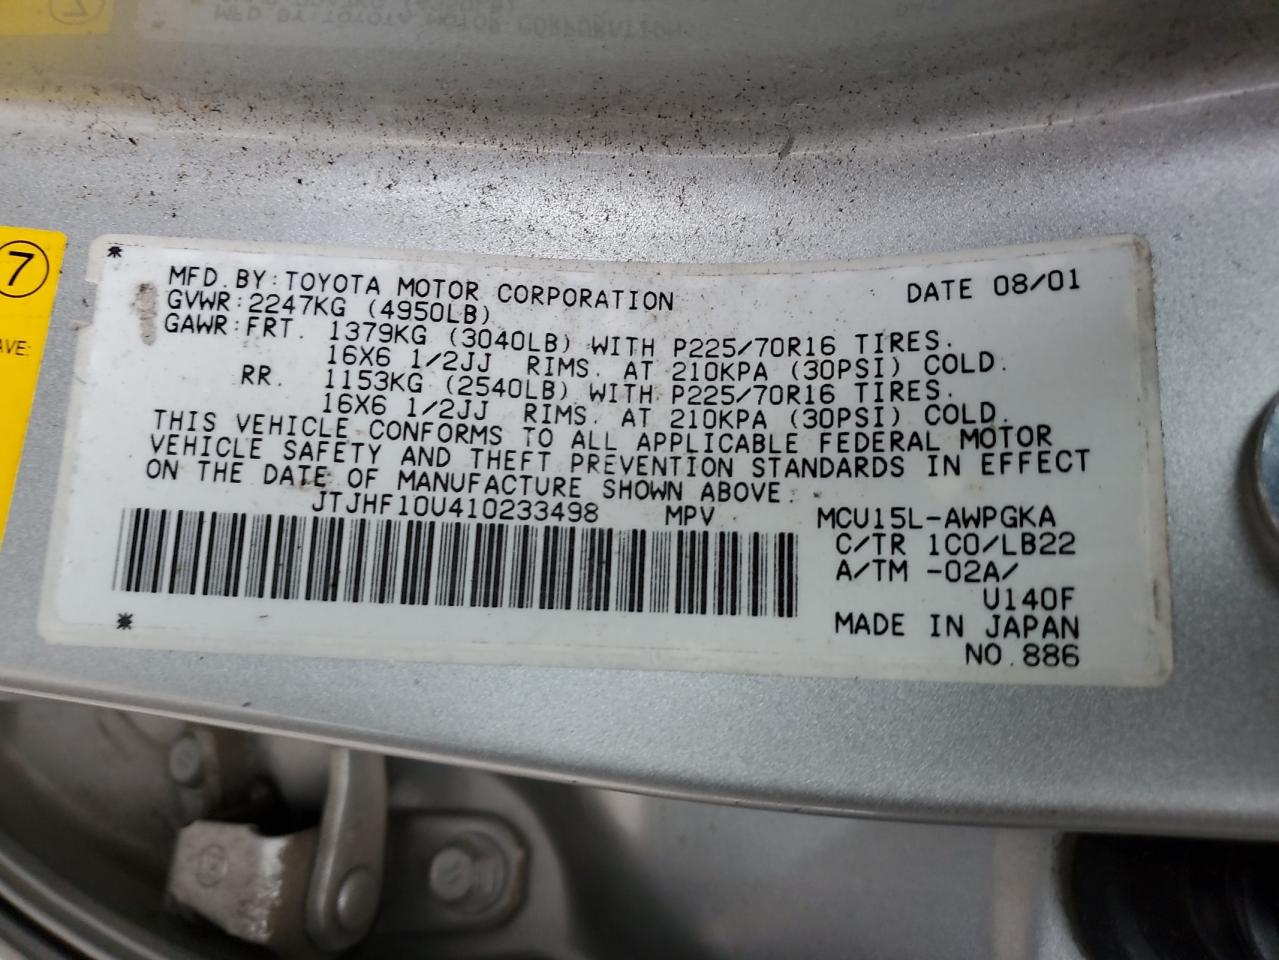 7
AVE:
*
MFD. BY: TOYOTA MOTOR CORPORATION DATE 08/01
GVWR: 2247KG (4950LB)
GAWR: FRT. 1379KG (3040LB) WITH P225/70R16 TIRES.
16X6 1/2JJ RIMS. AT 210KPA (30PSI) COLD.
RR. 1153KG (2540LB) WITH P225/70R16 TIRES.
16X6 1/2JJ RIMS. AT 210KPA (30PSI) COLD.
THIS VEHICLE CONFORMS TO ALL APPLICABLE FEDERAL MOTOR
VEHICLE SAFETY AND THEFT PREVENTION STANDARDS IN EFFECT
ON THE DATE OF MANUFACTURE SHOWN ABOVE.
JTJHF10U410233498 MPV MCU15L-AWPGKA
C/TR 1C0/LB22
A/TM -02A/
U140F
* MADE IN JAPAN
NO.886